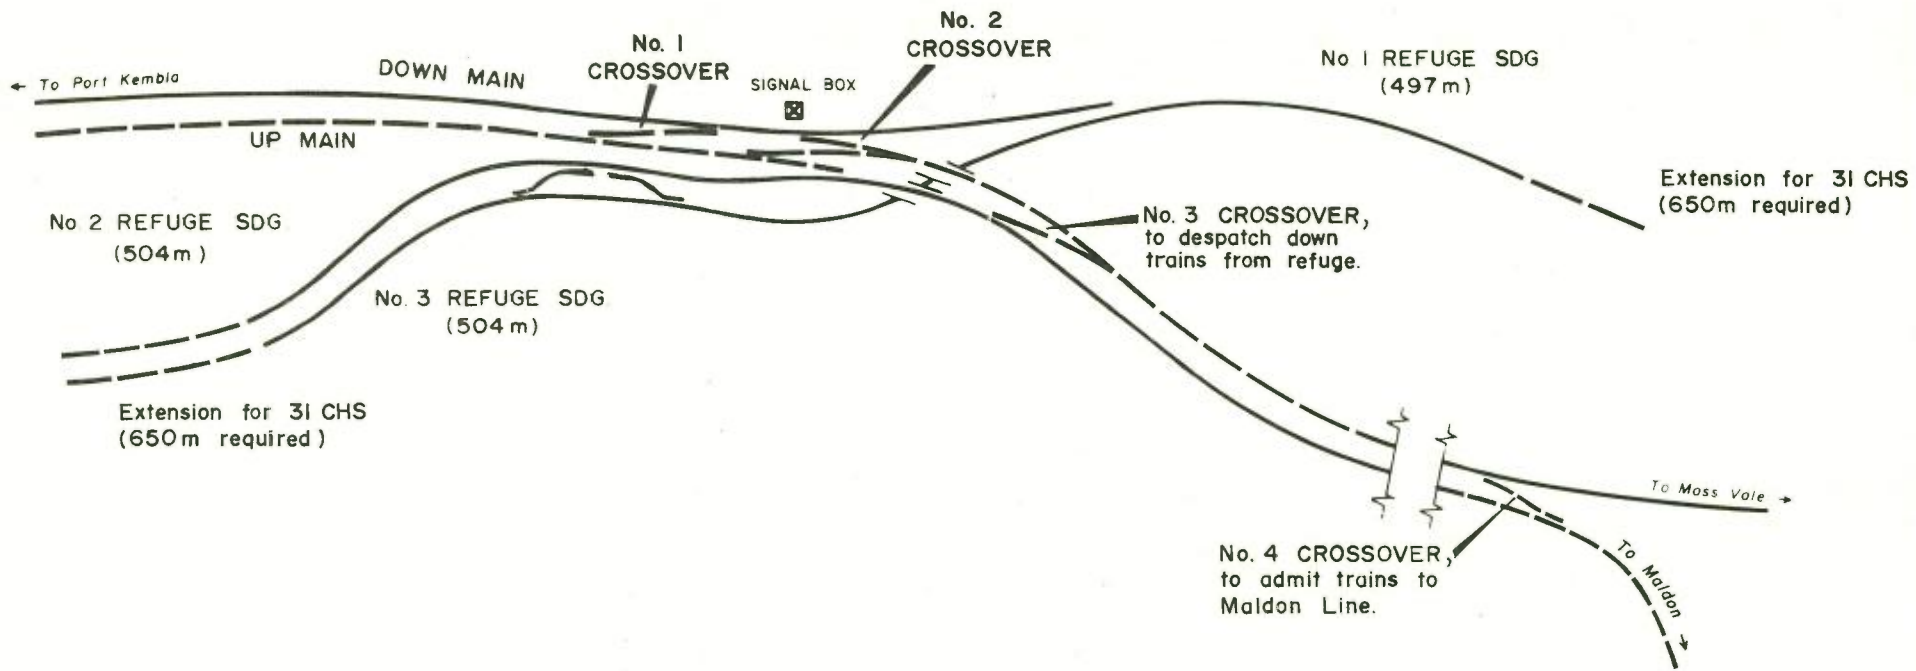 No. 1
CROSSOVER
No. 2
CROSSOVER
SIGNAL BOX
No 1 REFUGE SDG
(497m)
← To Port Kembla
DOWN MAIN
UP MAIN
Extension for 31 CHS
(650m required)
No 2 REFUGE SDG
(504m)
No. 3 CROSSOVER,
to despatch down
trains from refuge.
No. 3 REFUGE SDG
(504m)
Extension for 31 CHS
(650m required)
To Moss Vale →
No. 4 CROSSOVER,
to admit trains to
Maldon Line.
To Maldon →